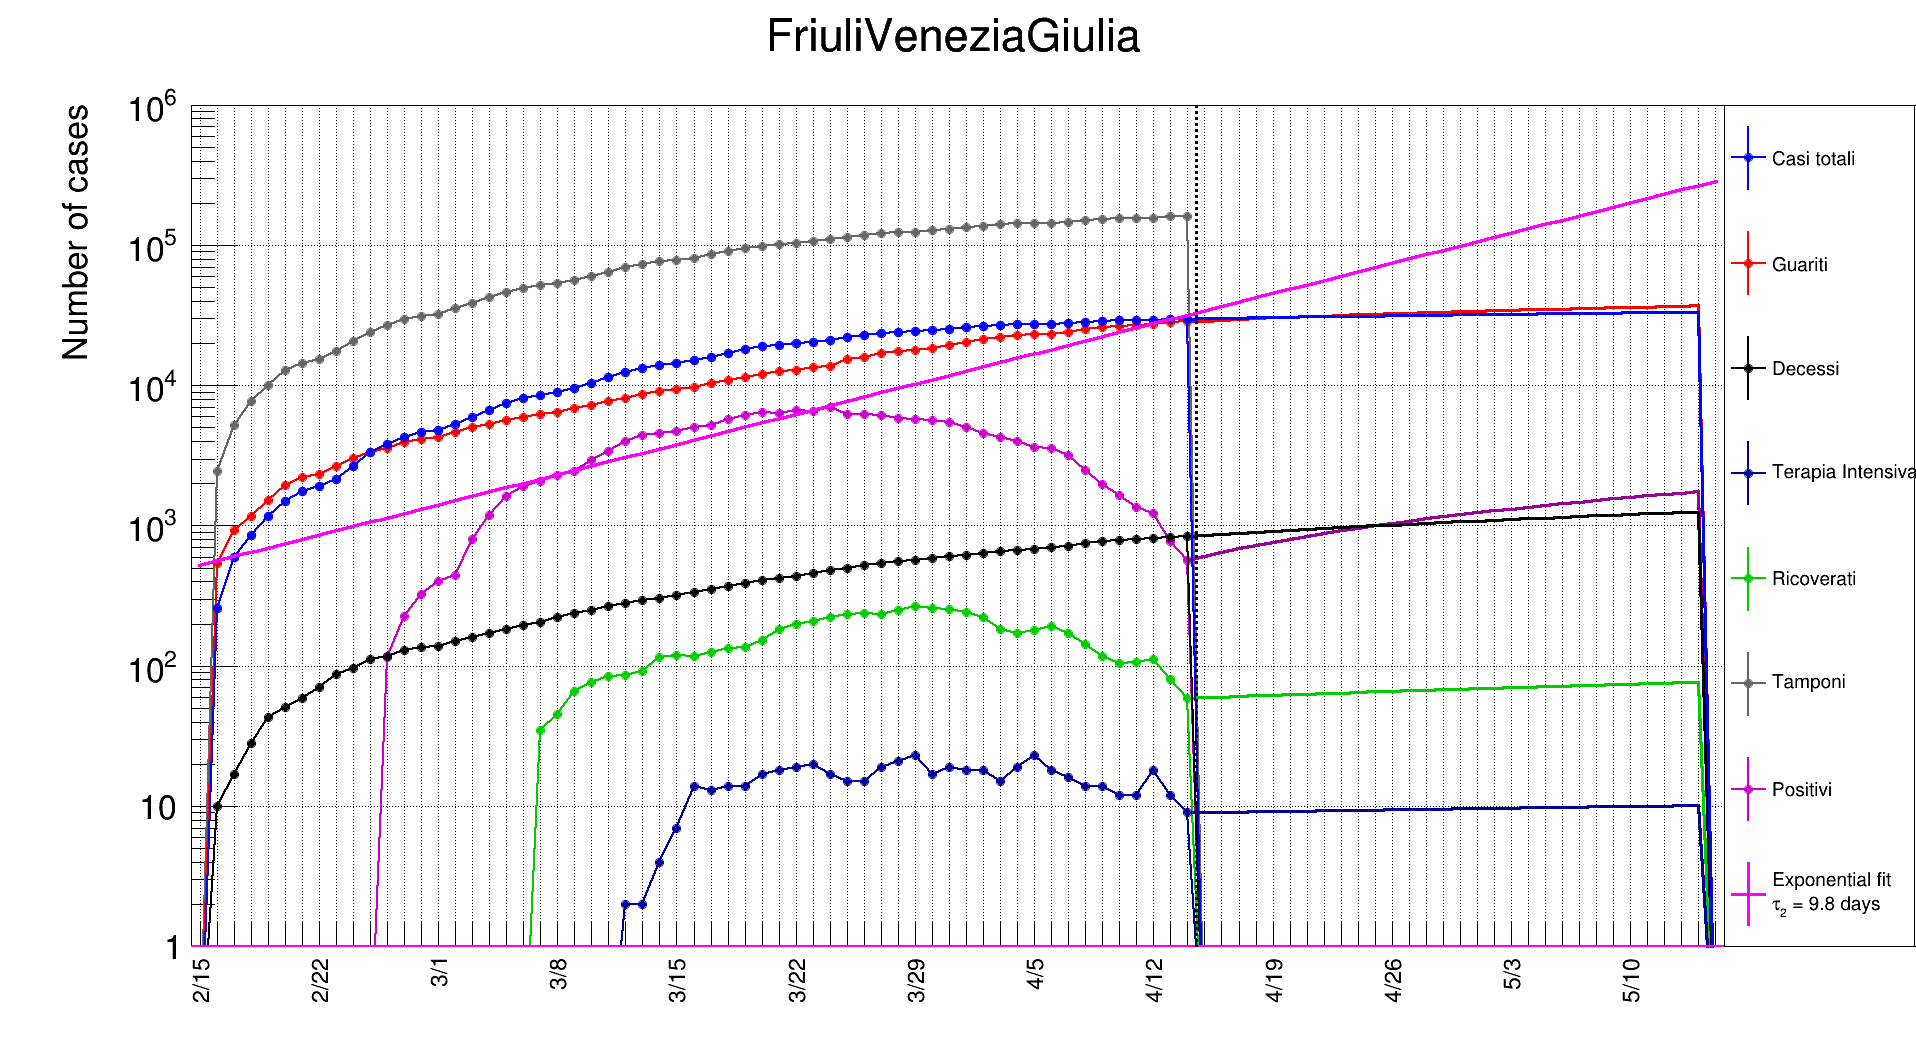 FriuliVeneziaGiulia
Number of cases
10^6
10^5
10^4
10^3
10^2
10
1
2/15
2/22
3/1
3/8
3/15
3/22
3/29
4/5
4/12
4/19
4/26
5/3
5/10
Casi totali
Guariti
Decessi
Terapia Intensiva
Ricoverati
Tamponi
Positivi
Exponential fit
τ_2 = 9.8 days